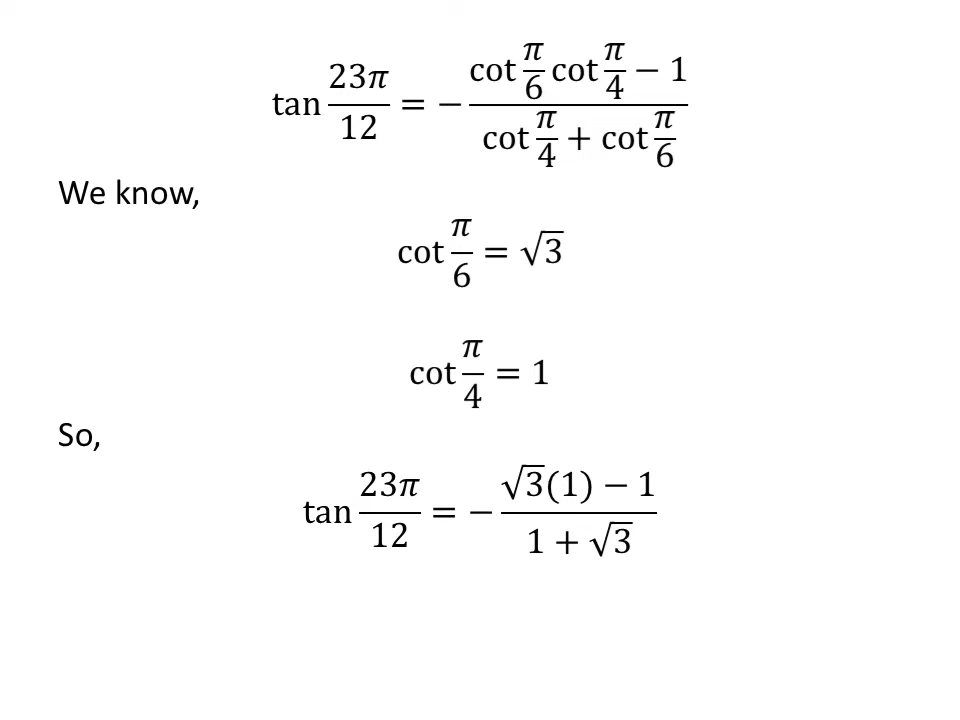 tan 23π/12 = − (cot π/6 cot π/4 − 1)/(cot π/4 + cot π/6)
We know,
cot π/6 = √3
cot π/4 = 1
So,
tan 23π/12 = − (√3(1) − 1)/(1 + √3)